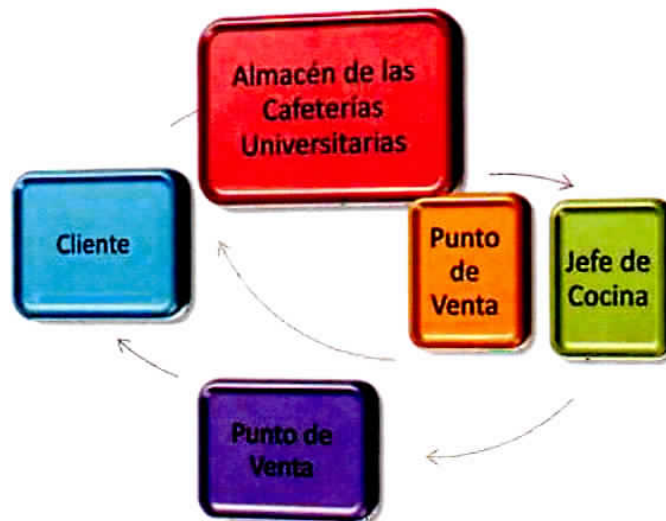 Almacén de las
Cafeterías
Universitarias
Cliente
Punto
de
Venta
Jefe de
Cocina
Punto de
Venta